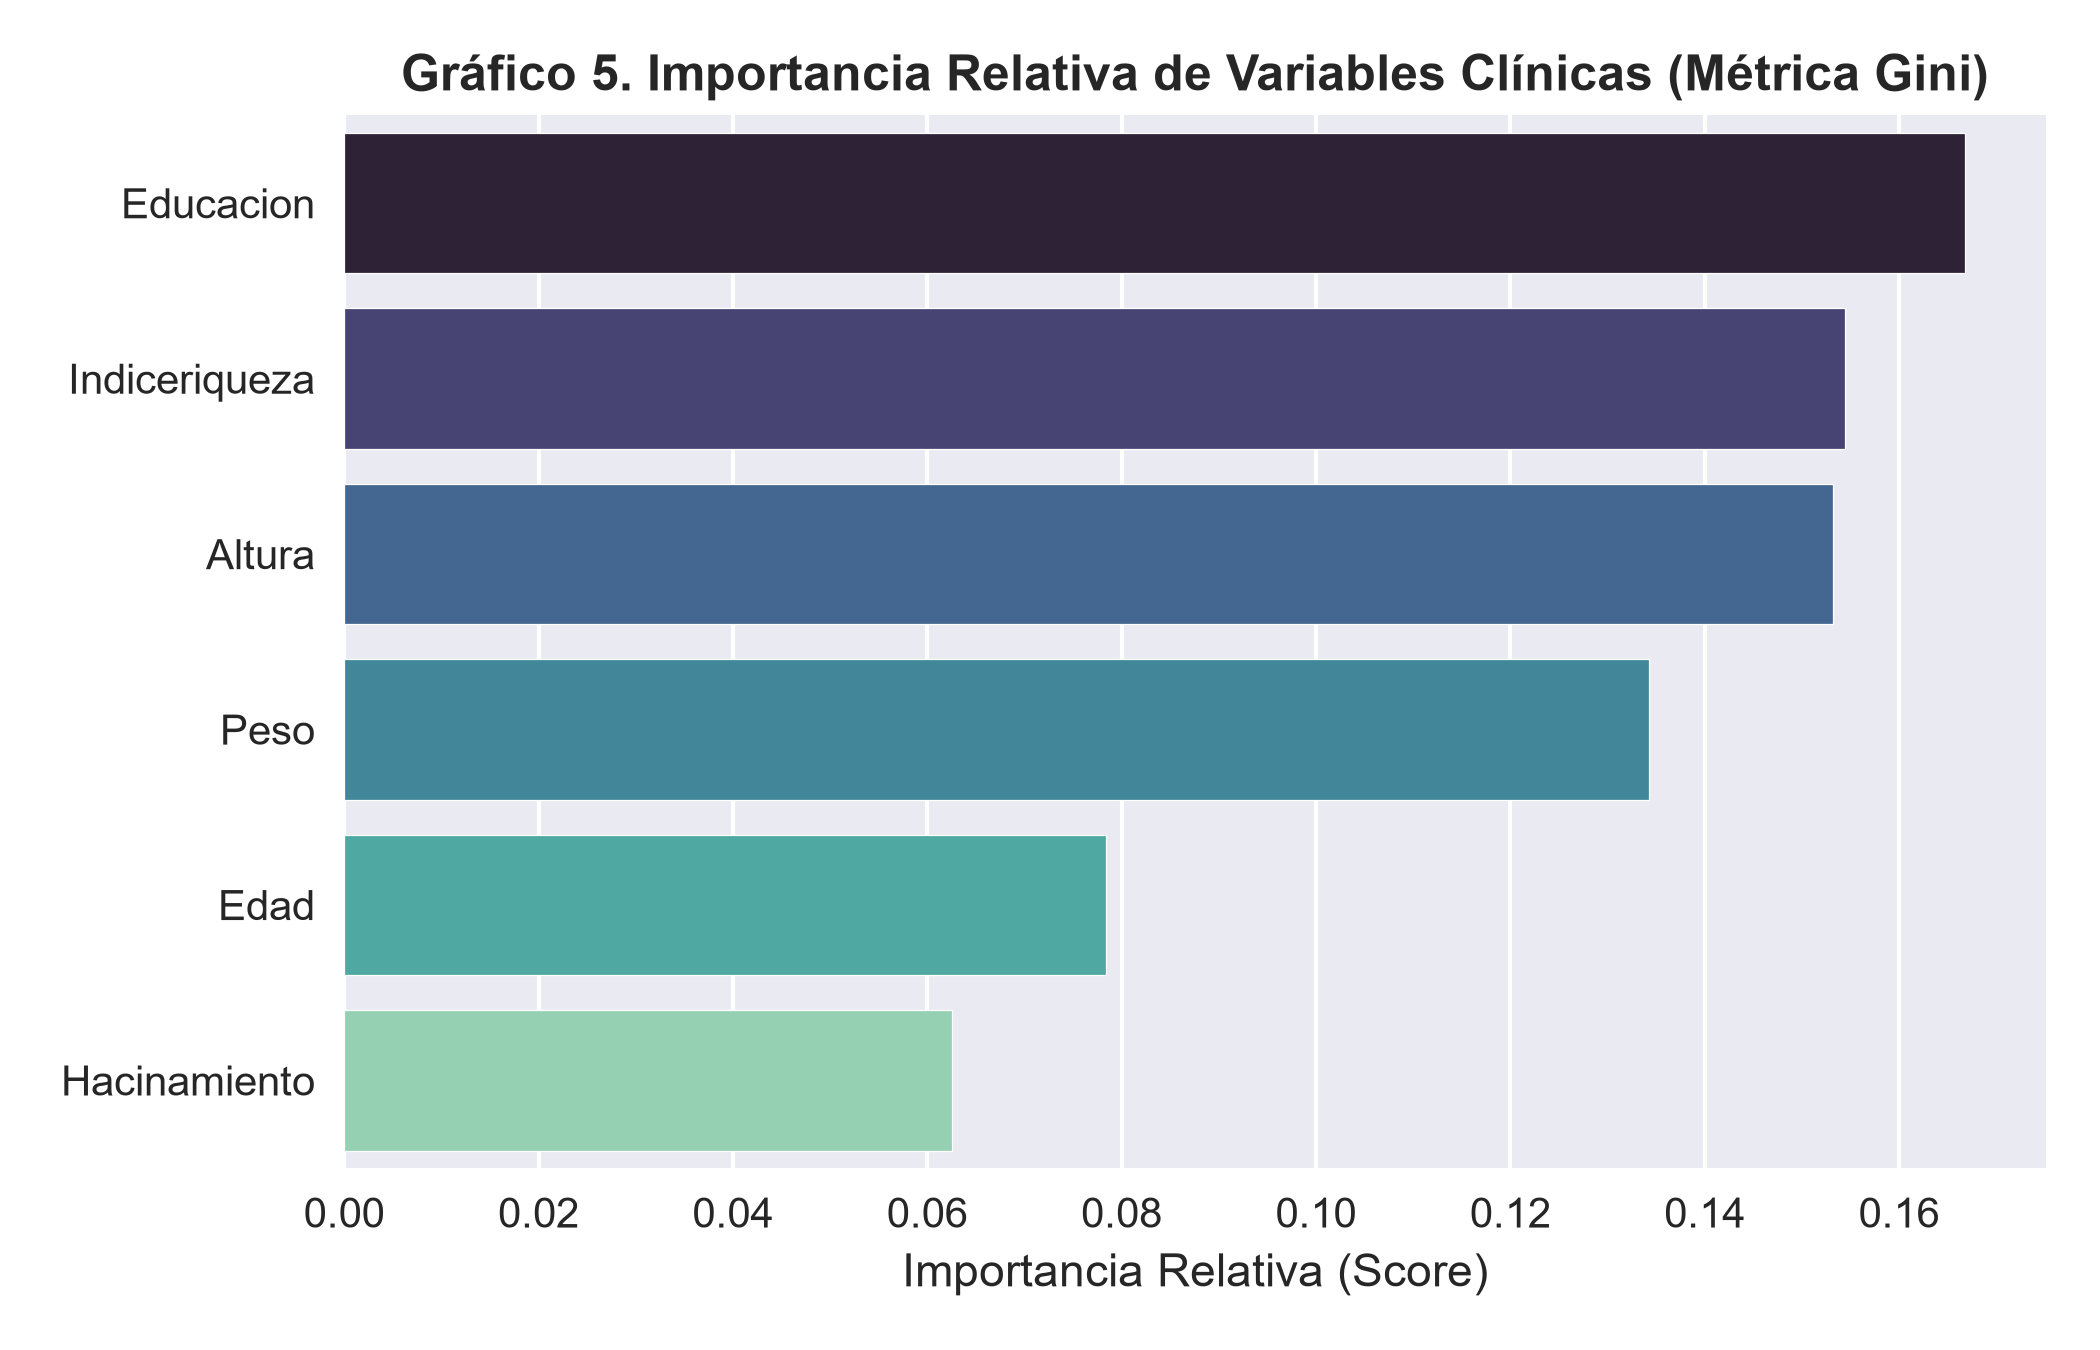 Gráfico 5. Importancia Relativa de Variables Clínicas (Métrica Gini)
Educacion
Indiceriqueza
Altura
Peso
Edad
Hacinamiento
0.00 0.02 0.04 0.06 0.08 0.10 0.12 0.14 0.16
Importancia Relativa (Score)